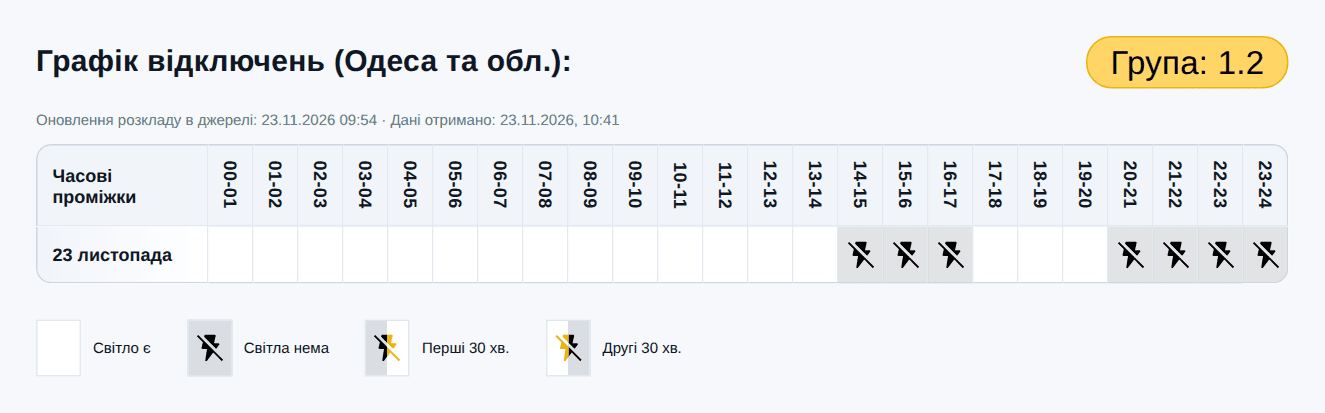 Графік відключень (Одеса та обл.):
Група: 1.2
Оновлення розкладу в джерелі: 23.11.2026 09:54 · Дані отримано: 23.11.2026, 10:41
Часові
проміжки
00-01
01-02
02-03
03-04
04-05
05-06
06-07
07-08
08-09
09-10
10-11
11-12
12-13
13-14
14-15
15-16
16-17
17-18
18-19
19-20
20-21
21-22
22-23
23-24
23 листопада
Світло є
Світла нема
Перші 30 хв.
Другі 30 хв.